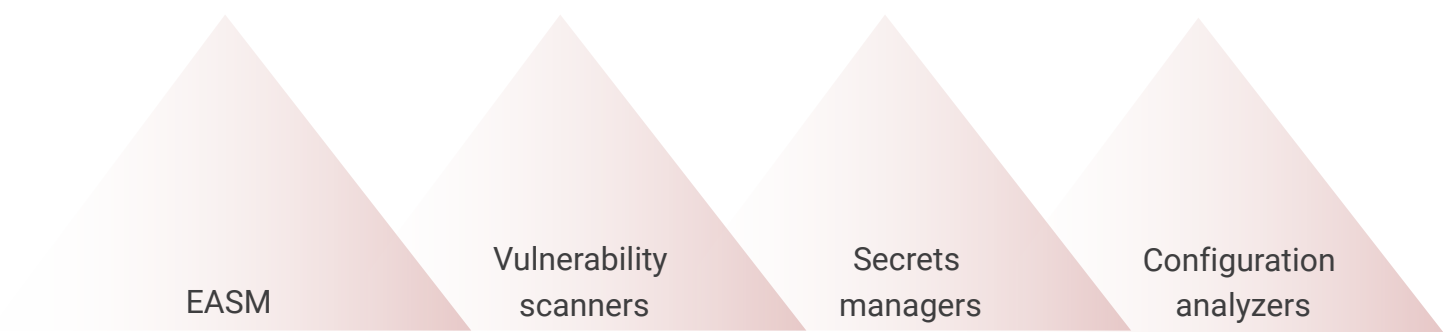 EASM
Vulnerability
scanners
Secrets
managers
Configuration
analyzers